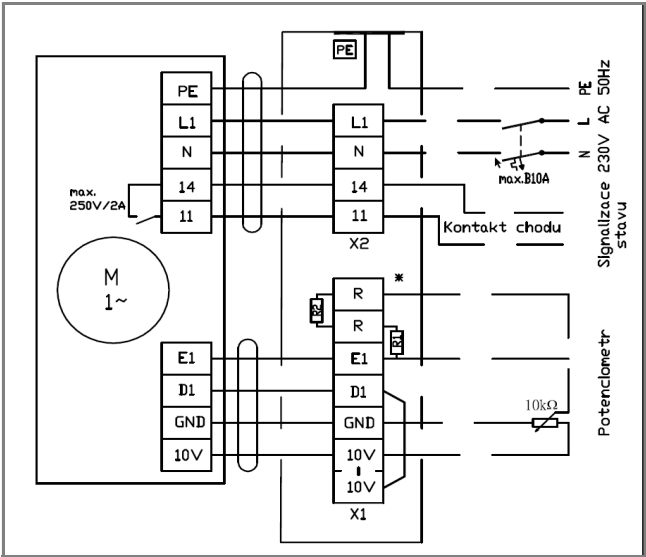 PE
PE
L1
N
14
11
max.
250V/2A
M
1~
L1
N
14
11
X2
max.B10A
Kontakt chodu
PE
L
N
Signalizace 230V AC 50Hz
stavu
R
*
R
R2
R1
E1
D1
GND
10V
E1
D1
GND
10V
10V
X1
10kΩ
Potenciometr